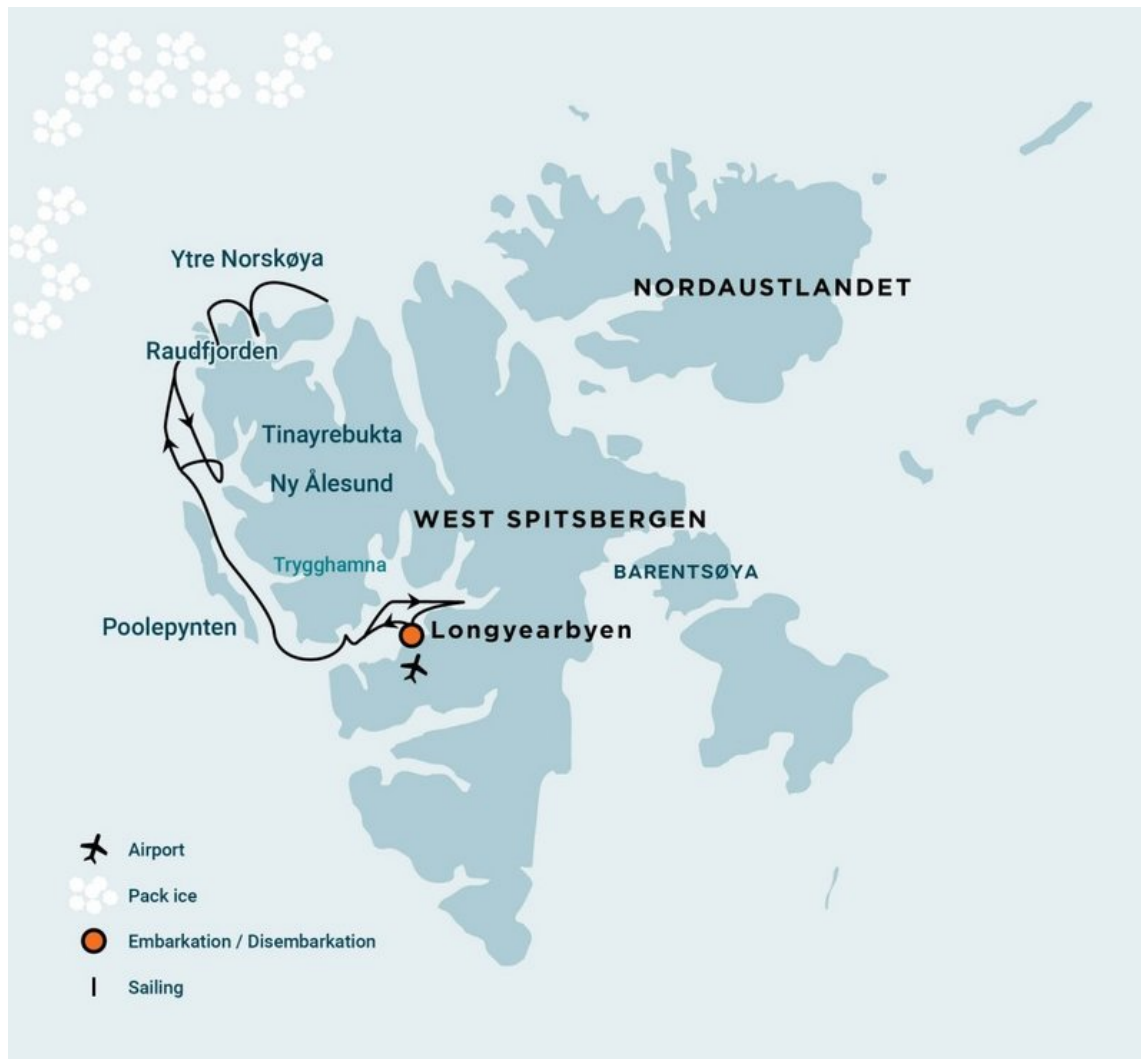 Ytre Norskøya
NORDAUSTLANDET
Raudfjorden
Tinayrebukta
Ny Ålesund
WEST SPITSBERGEN
Trygghamna
BARENTSØYA
Poolepynten
Longyearbyen
Airport
Pack ice
Embarkation / Disembarkation
Sailing